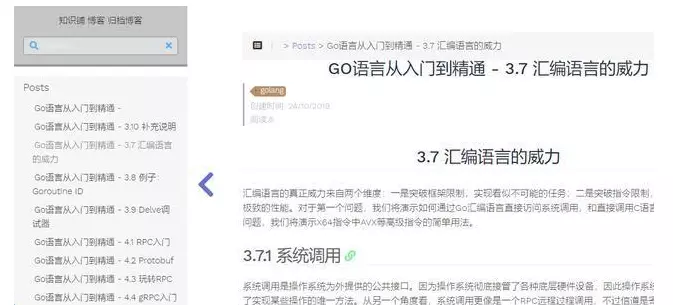 知识铺 博客 归档博客
Posts
Go语言从入门到精通 -
Go语言从入门到精通 - 3.10 补充说明
Go语言从入门到精通 - 3.7 汇编语言
的威力
Go语言从入门到精通 - 3.8 例子:
Goroutine ID
Go语言从入门到精通 - 3.9 Delve调
试器
Go语言从入门到精通 - 4.1 RPC入门
Go语言从入门到精通 - 4.2 Protobuf
Go语言从入门到精通 - 4.3 玩转RPC
Go语言从入门到精通 - 4.4 gRPC入门
> Posts > Go语言从入门到精通 - 3.7 汇编语言的威力
GO语言从入门到精通 - 3.7 汇编语言的威力
golang
创建时间: 24/10/2019
3.7 汇编语言的威力
汇编语言的真正威力来自两个维度:一是突破框架限制,实现看似不可能的任务;二是突破指令限制,
极致的性能。对于第一个问题,我们将演示如何通过Go汇编语言直接访问系统调用,和直接调用C语言
问题,我们将演示X64指令中AVX等高级指令的简单用法。
3.7.1 系统调用
系统调用是操作系统为外提供的公共接口。因为操作系统彻底接管了各种底层硬件设备,因此操作系统
了实现某些操作的唯一方法。从另一个角度看,系统调用更像是一个RPC远程过程调用,不过信道是